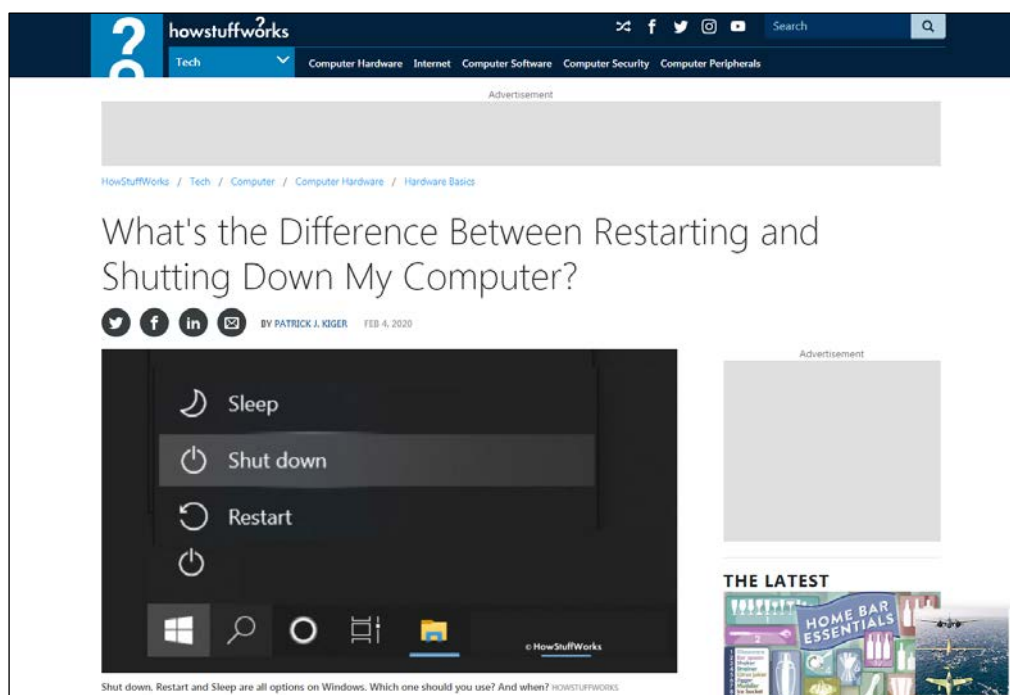 howstuffwörks
Search
Tech
Computer Hardware Internet Computer Software Computer Security Computer Peripherals
Advertisement
HowStuffWorks / Tech / Computer / Computer Hardware / Hardware Basics
What's the Difference Between Restarting and
Shutting Down My Computer?
BY PATRICK J. KIGER FEB 4, 2020
Advertisement
Sleep
Shut down
Restart
© HowStuffWorks
THE LATEST
HOME BAR
ESSENTIALS
Shut down, Restart and Sleep are all options on Windows. Which one should you use? And when? HOWSTUFFWORKS